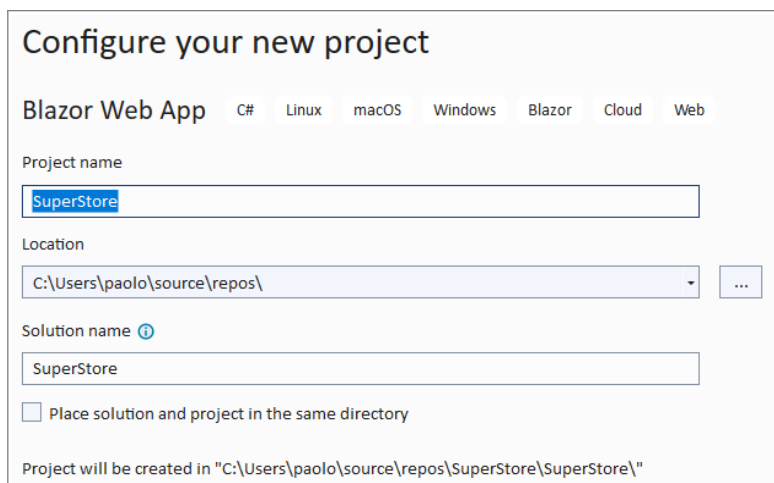 Configure your new project
Blazor Web App C# Linux macOS Windows Blazor Cloud Web
Project name
SuperStore
Location
C:\Users\paolo\source\repos\
...
Solution name
SuperStore
Place solution and project in the same directory
Project will be created in "C:\Users\paolo\source\repos\SuperStore\SuperStore\"